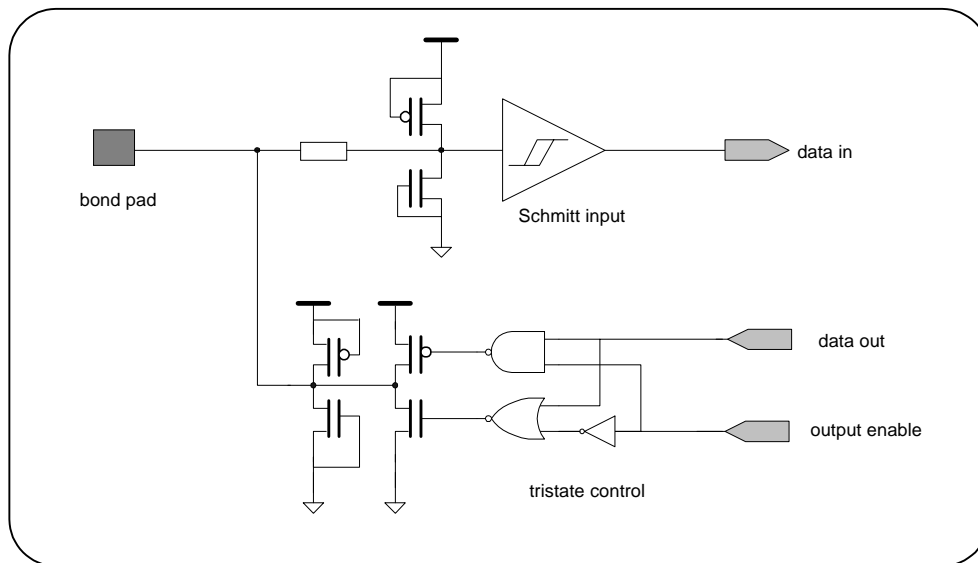 data in
bond pad
Schmitt input
data out
output enable
tristate control